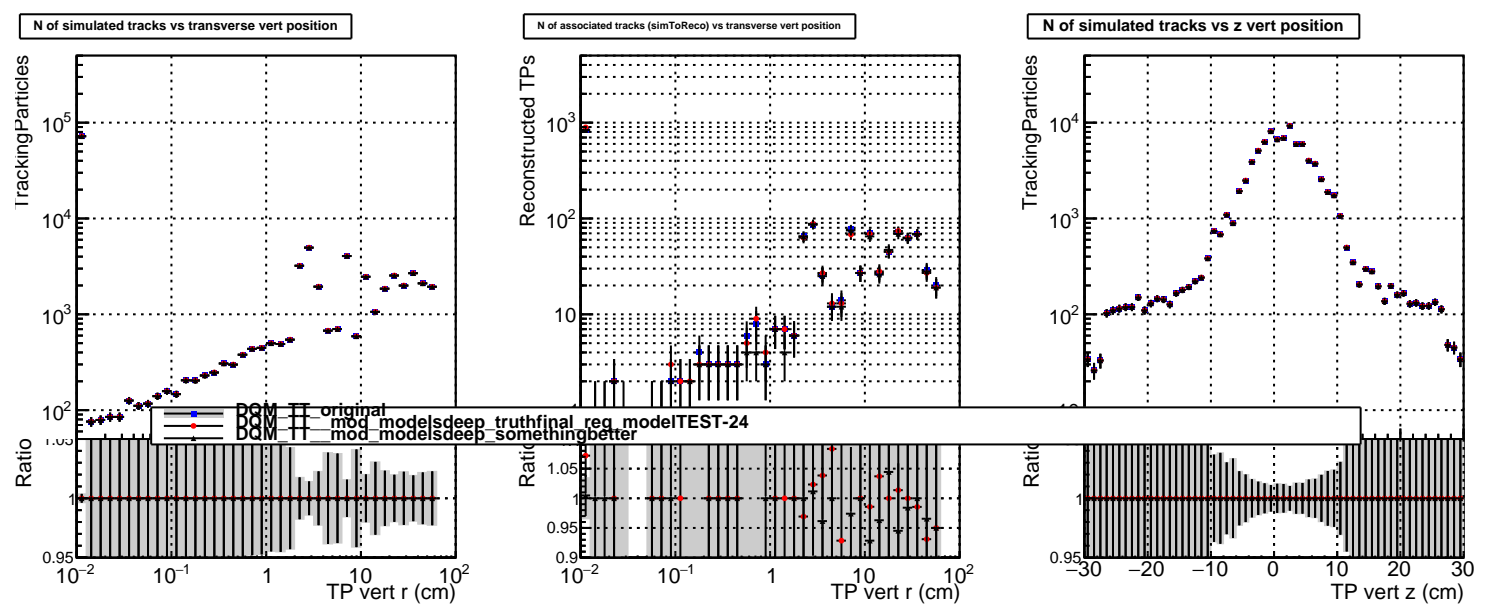 N of simulated tracks vs transverse vert position
N of associated tracks (simToReco) vs transverse vert position
N of simulated tracks vs z vert position
TrackingParticles
10^5
10^4
10^3
10^2
Reconstructed TPs
10^3
10^2
10
1
TrackingParticles
10^4
10^3
10^2
DQM_TT_original
DQM_TT__mod_modelsdeep_truthfinal_reg_modelTEST-24
DQM_TT__mod_modelsdeep_somethingbetter
Ratio
1.05
1
0.95
10^−2 10^−1 1 10 10^2
TP vert r (cm)
1.05
1
0.95
0.9
10^−2 10^−1 1 10 10^2
TP vert r (cm)
Ratio
1
0.95
−30 −20 −10 0 10 20 30
TP vert z (cm)